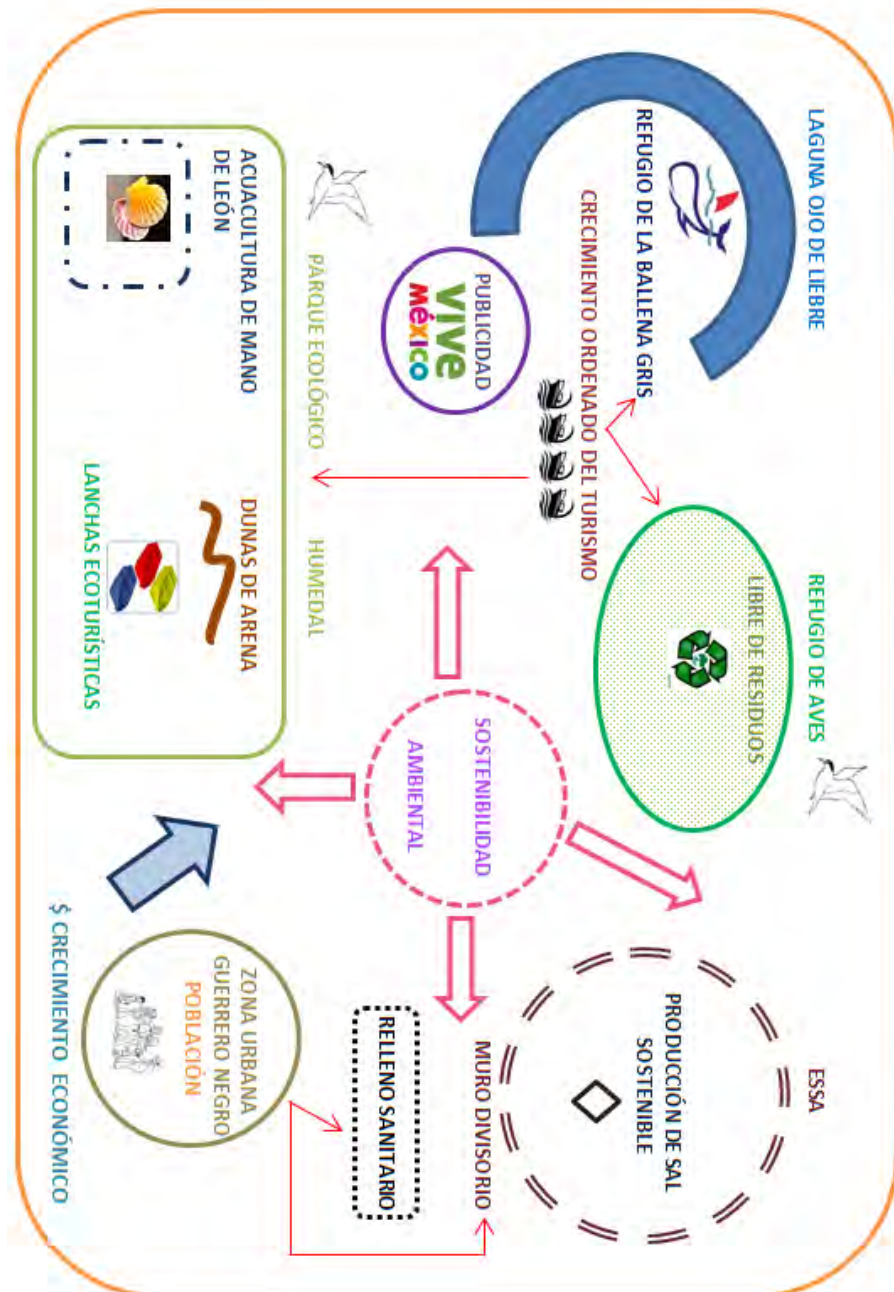 LAGUNA OJO DE LIEBRE
REFUGIO DE LA BALLENA GRIS
CRECIMIENTO ORDENADO DEL TURISMO
PUBLICIDAD
VIVE
MéXICO
REFUGIO DE AVES
LIBRE DE RESIDUOS
ESSA
PRODUCCIÓN DE SAL
SOSTENIBLE
MURO DIVISORIO
RELLENO SANITARIO
SOSTENIBILIDAD
AMBIENTAL
PARQUE ECOLÓGICO
HUMEDAL
ACUACULTURA DE MANO
DE LEÓN
DUNAS DE ARENA
LANCHAS ECOTURÍSTICAS
ZONA URBANA
GUERRERO NEGRO
POBLACIÓN
$ CRECIMIENTO ECONÓMICO